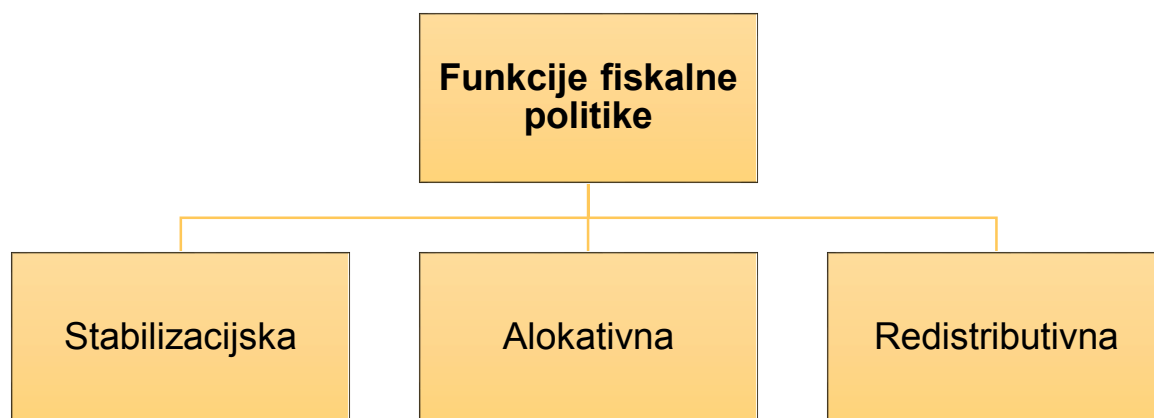 Funkcije fiskalne
politike
Stabilizacijska
Alokativna
Redistributivna